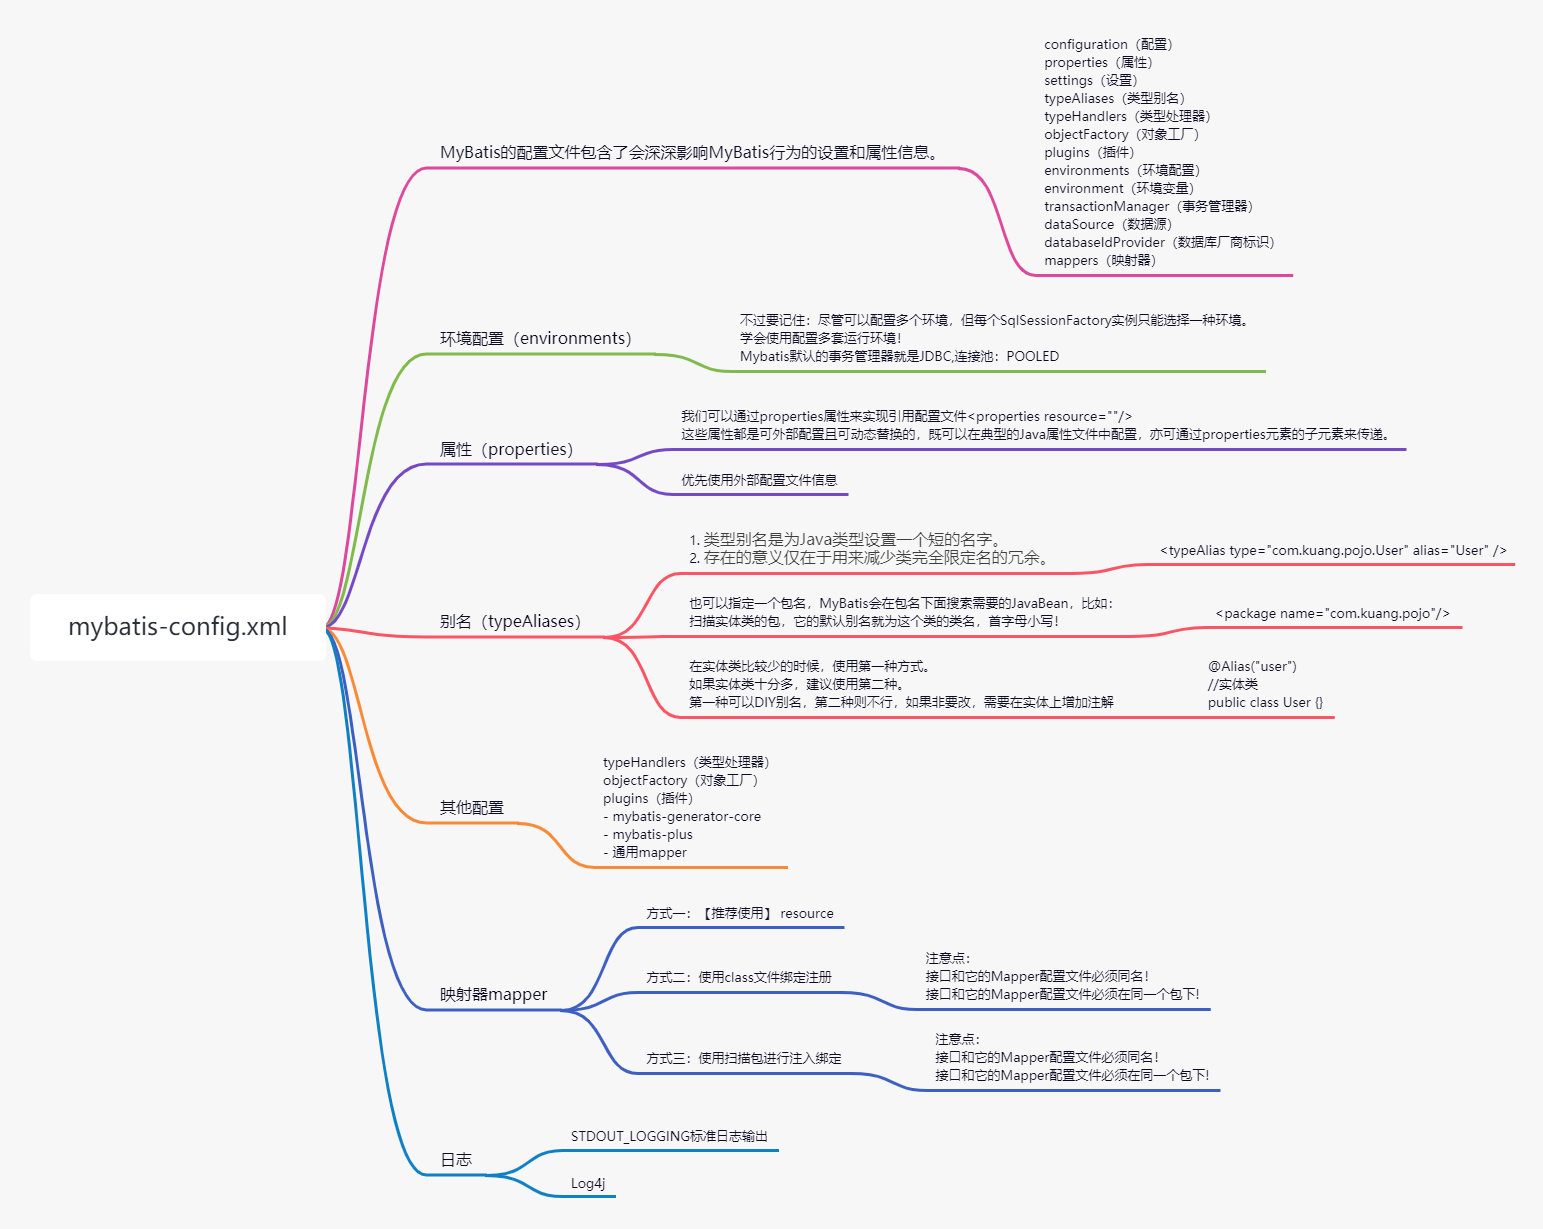 mybatis-config.xml
MyBatis的配置文件包含了会深深影响MyBatis行为的设置和属性信息。
configuration（配置）
properties（属性）
settings（设置）
typeAliases（类型别名）
typeHandlers（类型处理器）
objectFactory（对象工厂）
plugins（插件）
environments（环境配置）
environment（环境变量）
transactionManager（事务管理器）
dataSource（数据源）
databaseIdProvider（数据库厂商标识）
mappers（映射器）
环境配置（environments）
不过要记住：尽管可以配置多个环境，但每个SqlSessionFactory实例只能选择一种环境。
学会使用配置多套运行环境！
Mybatis默认的事务管理器就是JDBC,连接池：POOLED
属性（properties）
我们可以通过properties属性来实现引用配置文件<properties resource=""/>
这些属性都是可外部配置且可动态替换的，既可以在典型的Java属性文件中配置，亦可通过properties元素的子元素来传递。
优先使用外部配置文件信息
别名（typeAliases）
1. 类型别名是为Java类型设置一个短的名字。
2. 存在的意义仅在于用来减少类完全限定名的冗余。
<typeAlias type="com.kuang.pojo.User" alias="User" />
也可以指定一个包名，MyBatis会在包名下面搜素需要的JavaBean，比如：
扫描实体类的包，它的默认别名就为这个类的类名，首字母小写！
<package name="com.kuang.pojo"/>
在实体类比较少的时候，使用第一种方式。
如果实体类十分多，建议使用第二种。
第一种可以DIY别名，第二种则不行，如果非要改，需要在实体上增加注解
@Alias("user")
//实体类
public class User {}
其他配置
typeHandlers（类型处理器）
objectFactory（对象工厂）
plugins（插件）
- mybatis-generator-core
- mybatis-plus
- 通用mapper
映射器mapper
方式一：【推荐使用】 resource
方式二：使用class文件绑定注册
注意点：
接口和它的Mapper配置文件必须同名！
接口和它的Mapper配置文件必须在同一个包下！
方式三：使用扫描包进行注入绑定
注意点：
接口和它的Mapper配置文件必须同名！
接口和它的Mapper配置文件必须在同一个包下！
日志
STDOUT_LOGGING标准日志输出
Log4j